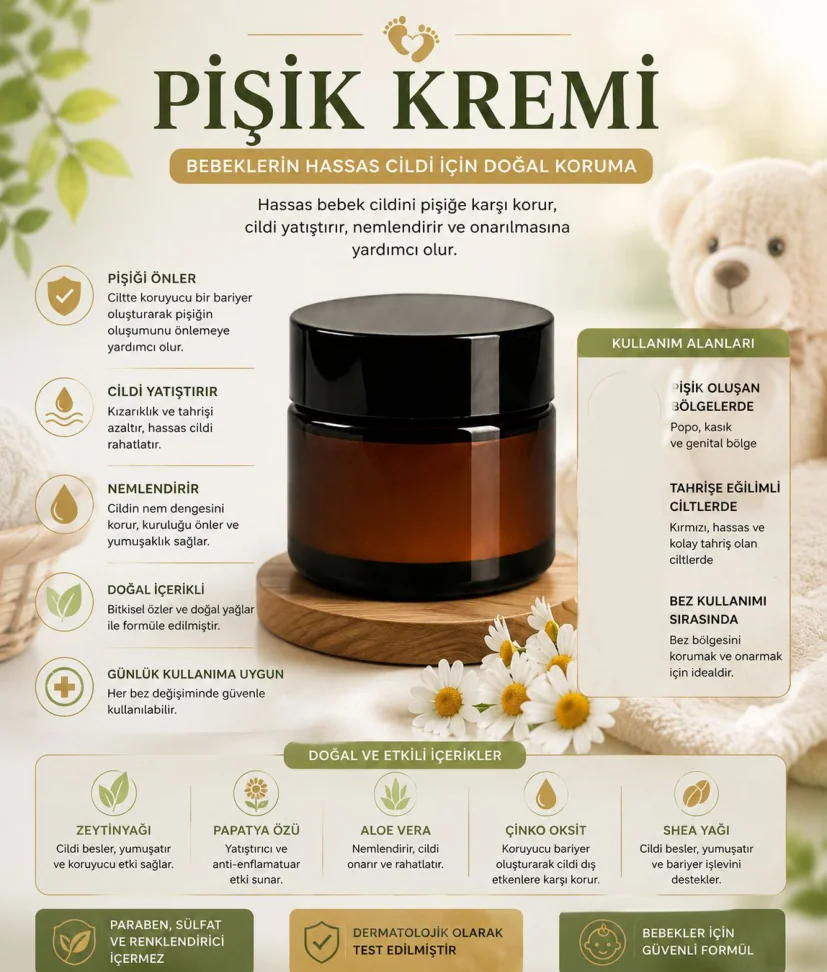 PİŞİK KREMİ
BEBEKLERİN HASSAS CİLDİ İÇİN DOĞAL KORUMA
Hassas bebek cildini pişiğe karşı korur,
cildi yatıştırır, nemlendirir ve onarılmasına
yardımcı olur.
PİŞİĞİ ÖNLER
Ciltte koruyucu bir bariyer
oluşturarak pişiğin
oluşumunu önlemeye
yardımcı olur.
CİLDİ YATIŞTIRIR
Kızarıklık ve tahrişi
azaltır, hassas cildi
rahatlatır.
NEMLENDİRİR
Cildin nem dengesini
korur, kuruluğu önler ve
yumuşaklık sağlar.
DOĞAL İÇERİKLİ
Bitkisel özler ve doğal yağlar
ile formüle edilmiştir.
GÜNLÜK KULLANIMA UYGUN
Her bez değişiminde güvenle
kullanılabilir.
KULLANIM ALANLARI
PİŞİK OLUŞAN
BÖLGELERDE
Popo, kasık
ve genital bölge
TAHRİŞE EĞİLİMLİ
CİLTLERDE
Kırmızı, hassas ve
kolay tahriş olan
ciltlerde
BEZ KULLANIMI
SIRASINDA
Bez bölgesini
korumak ve onarmak
için idealdir.
DOĞAL VE ETKİLİ İÇERİKLER
ZEYTİNYAĞI
Cildi besler, yumuşatır
ve koruyucu etki sağlar.
PAPATYA ÖZÜ
Yatıştırıcı ve
anti-enflamatuar
etki sunar.
ALOE VERA
Nemlendirir, cildi
onarır ve rahatlatır.
ÇİNKO OKSİT
Koruyucu bariyer
oluşturarak cildi dış
etkenlere karşı korur.
SHEA YAĞI
Cildi besler, yumuşatır
ve bariyer işlevini
destekler.
PARABEN, SÜLFAT
VE RENKLENDİRİCİ
İÇERMEZ
DERMATOLOJİK OLARAK
TEST EDİLMİŞTİR
BEBEKLER İÇİN
GÜVENLİ FORMÜL